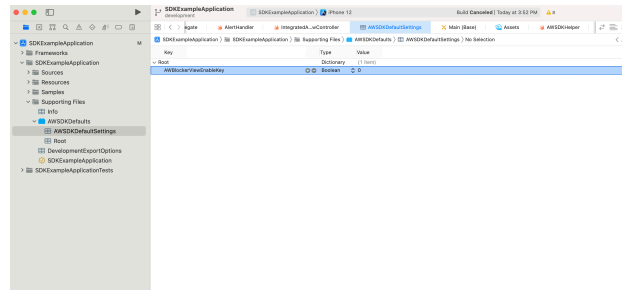 SDKExampleApplication
development
SDKExampleApplication 〉 iPhone 12
Build Canceled | Today at 3:52 PM
egate
AlertHandler
IntegratedA...wController
AWSDKDefaultSettings
Main (Base)
Assets
AWSDKHelper
SDKExampleApplication 〉 SDKExampleApplication 〉 Supporting Files 〉 AWSDKDefaults 〉 AWSDKDefaultSettings 〉 No Selection
SDKExampleApplication M
Frameworks
SDKExampleApplication
Sources
Resources
Samples
Supporting Files
Info
AWSDKDefaults
AWSDKDefaultSettings
Root
DevelopmentExportOptions
SDKExampleApplication
SDKExampleApplicationTests
Key Type Value
Root Dictionary (1 item)
AWBlockerViewEnableKey Boolean 0